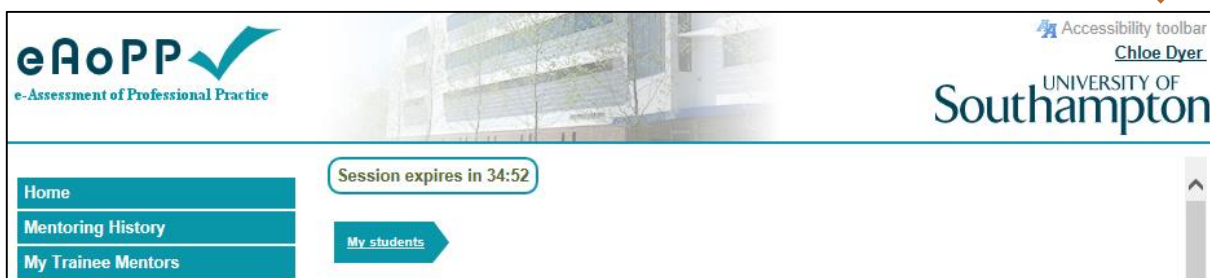 eAoPP
e-Assessment of Professional Practice
Accessibility toolbar
Chloe Dyer
UNIVERSITY OF
Southampton
Home
Mentoring History
My Trainee Mentors
Session expires in 34:52
My students